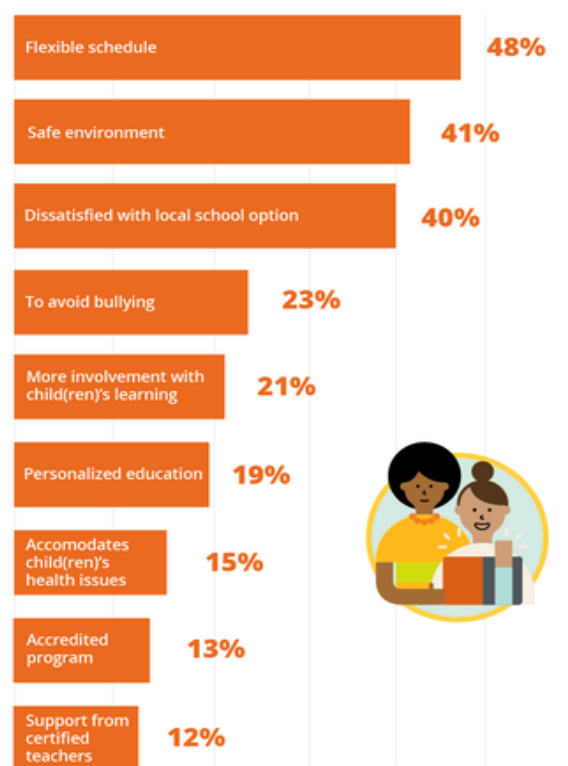 Flexible schedule 48%
Safe environment 41%
Dissatisfied with local school option 40%
To avoid bullying 23%
More involvement with
child(ren)'s learning 21%
Personalized education 19%
Accomodates
child(ren)'s
health issues 15%
Accredited
program 13%
Support from
certified
teachers 12%